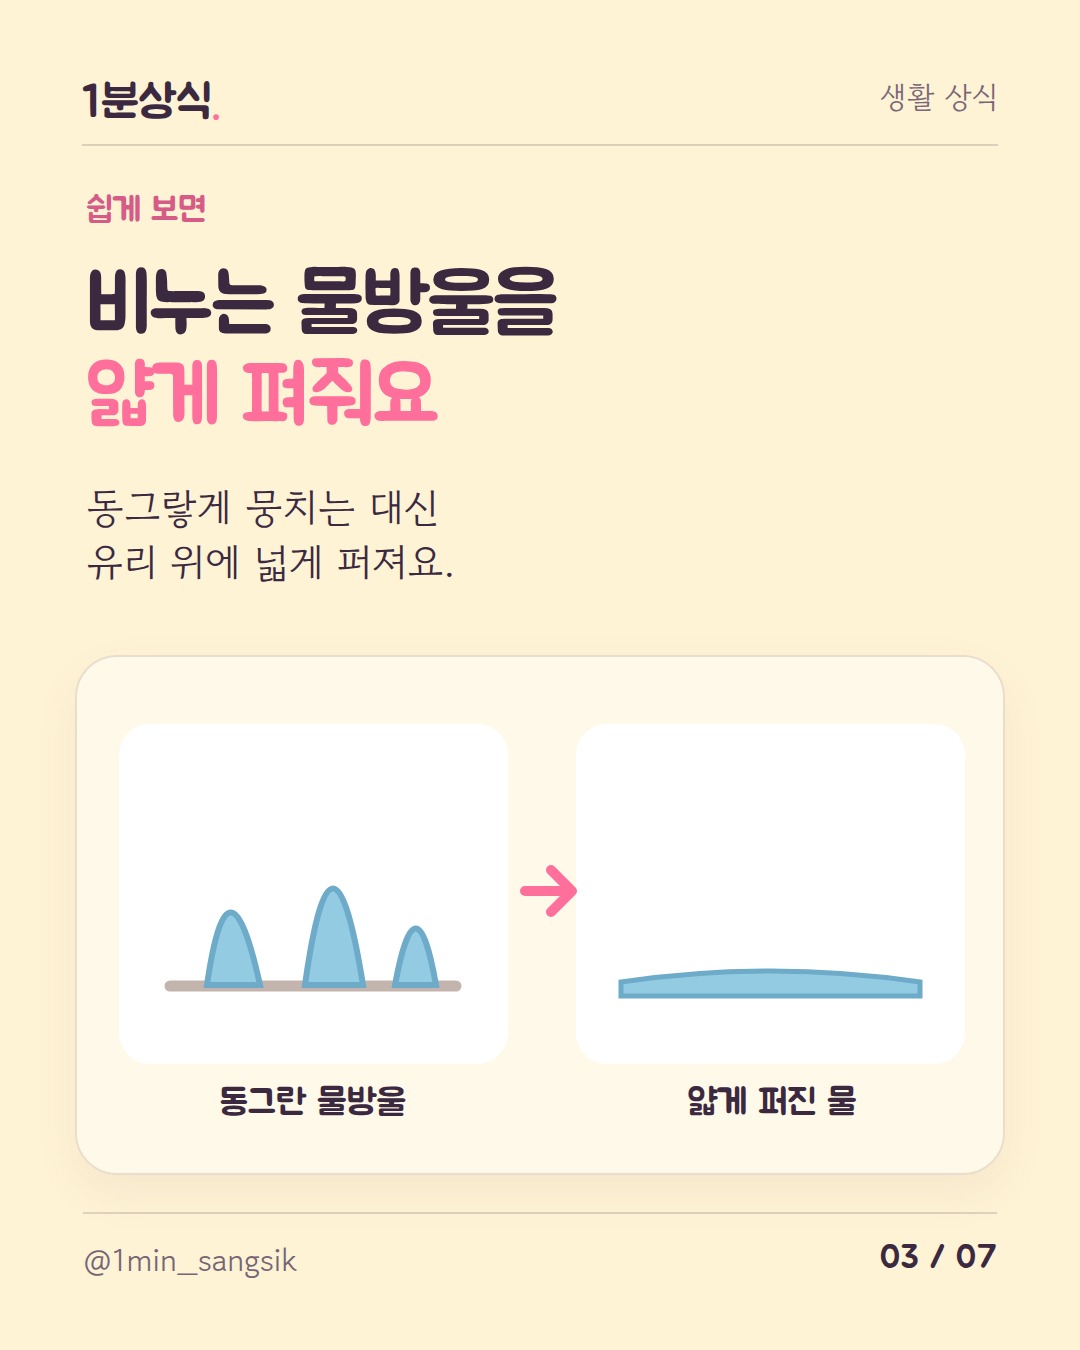 1분상식.
생활 상식
쉽게 보면
비누는 물방울을
얇게 펴줘요
동그랗게 뭉치는 대신
유리 위에 넓게 퍼져요.
동그란 물방울
얇게 퍼진 물
@1min_sangsik
03 / 07